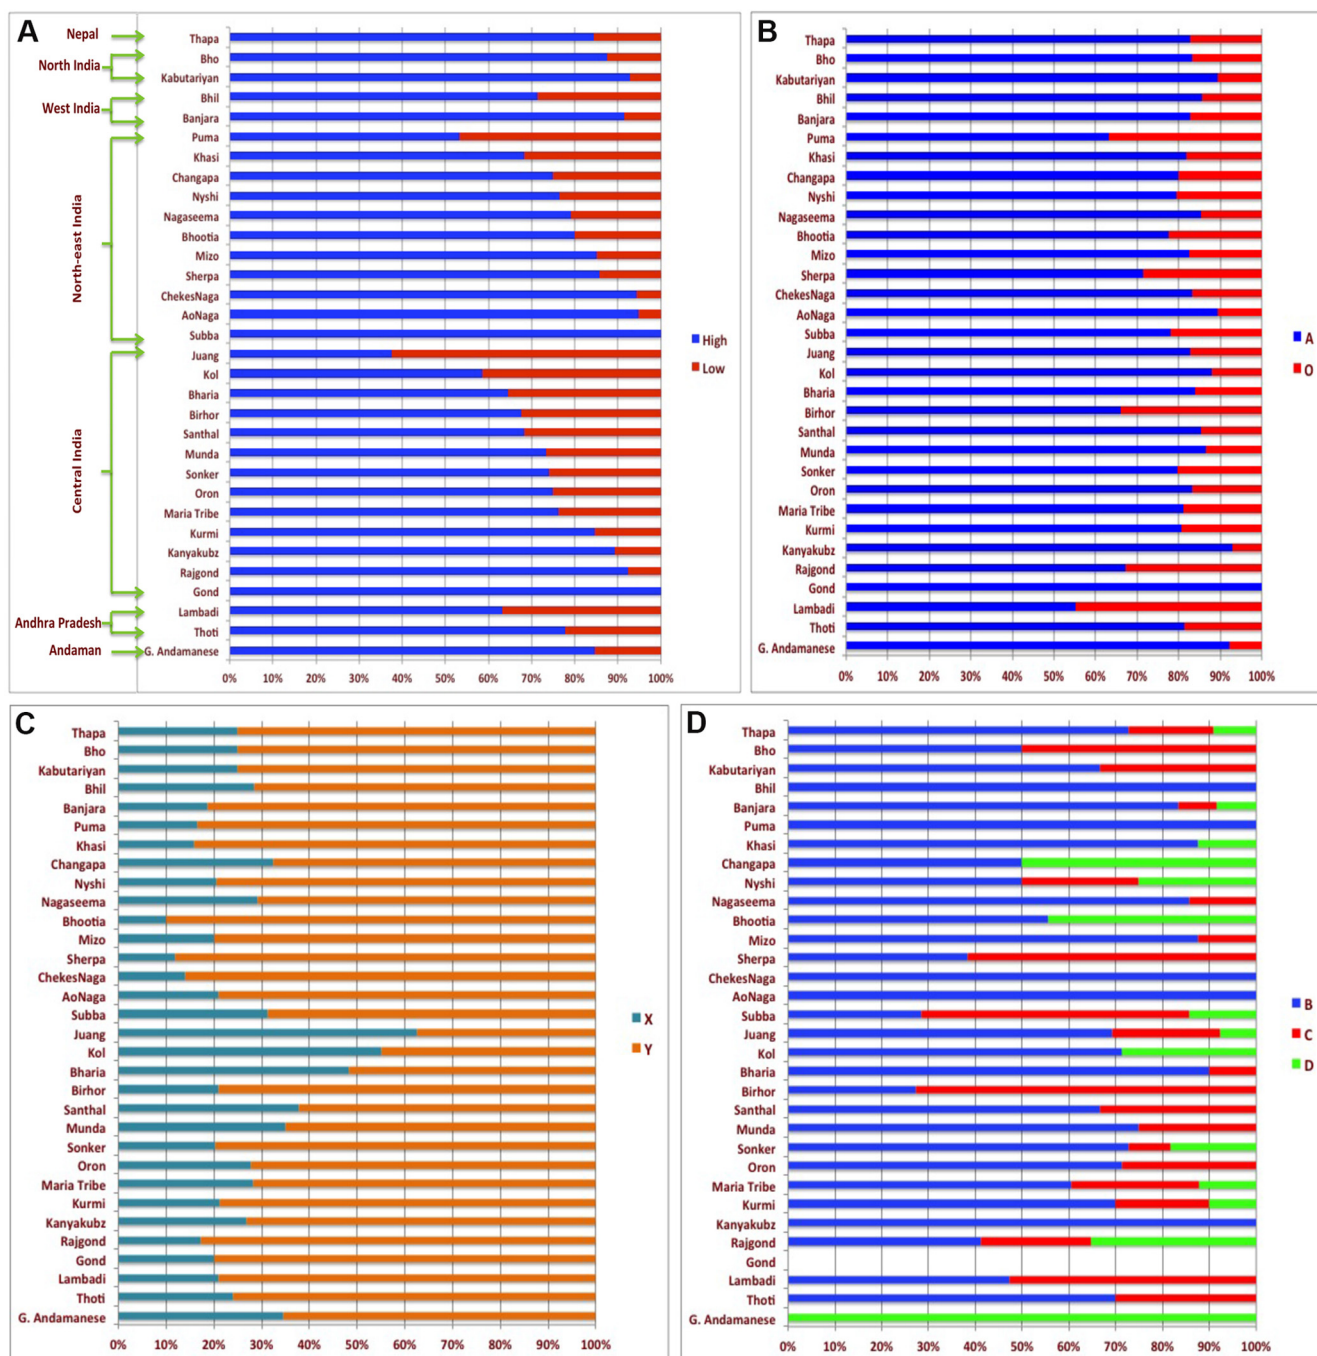 A
Nepal
North India
West India
North-east India
Central India
Andhra Pradesh
Andaman
Thapa
Bho
Kabutariyan
Bhil
Banjara
Puma
Khasi
Changapa
Nyshi
Nagaseema
Bhootia
Mizo
Sherpa
ChekesNaga
AoNaga
Subba
Juang
Kol
Bharia
Birhor
Santhal
Munda
Sonker
Oron
Maria Tribe
Kurmi
Kanyakubz
Rajgond
Gond
Lambadi
Thoti
G. Andamanese
0% 10% 20% 30% 40% 50% 60% 70% 80% 90% 100%
High
Low
B
Thapa
Bho
Kabutariyan
Bhil
Banjara
Puma
Khasi
Changapa
Nyshi
Nagaseema
Bhootia
Mizo
Sherpa
ChekesNaga
AoNaga
Subba
Juang
Kol
Bharia
Birhor
Santhal
Munda
Sonker
Oron
Maria Tribe
Kurmi
Kanyakubz
Rajgond
Gond
Lambadi
Thoti
G. Andamanese
0% 10% 20% 30% 40% 50% 60% 70% 80% 90% 100%
A
O
C
Thapa
Bho
Kabutariyan
Bhil
Banjara
Puma
Khasi
Changapa
Nyshi
Nagaseema
Bhootia
Mizo
Sherpa
ChekesNaga
AoNaga
Subba
Juang
Kol
Bharia
Birhor
Santhal
Munda
Sonker
Oron
Maria Tribe
Kurmi
Kanyakubz
Rajgond
Gond
Lambadi
Thoti
G. Andamanese
0% 10% 20% 30% 40% 50% 60% 70% 80% 90% 100%
X
Y
D
Thapa
Bho
Kabutariyan
Bhil
Banjara
Puma
Khasi
Changapa
Nyshi
Nagaseema
Bhootia
Mizo
Sherpa
ChekesNaga
AoNaga
Subba
Juang
Kol
Bharia
Birhor
Santhal
Munda
Sonker
Oron
Maria Tribe
Kurmi
Kanyakubz
Rajgond
Gond
Lambadi
Thoti
G. Andamanese
0% 10% 20% 30% 40% 50% 60% 70% 80% 90% 100%
B
C
D